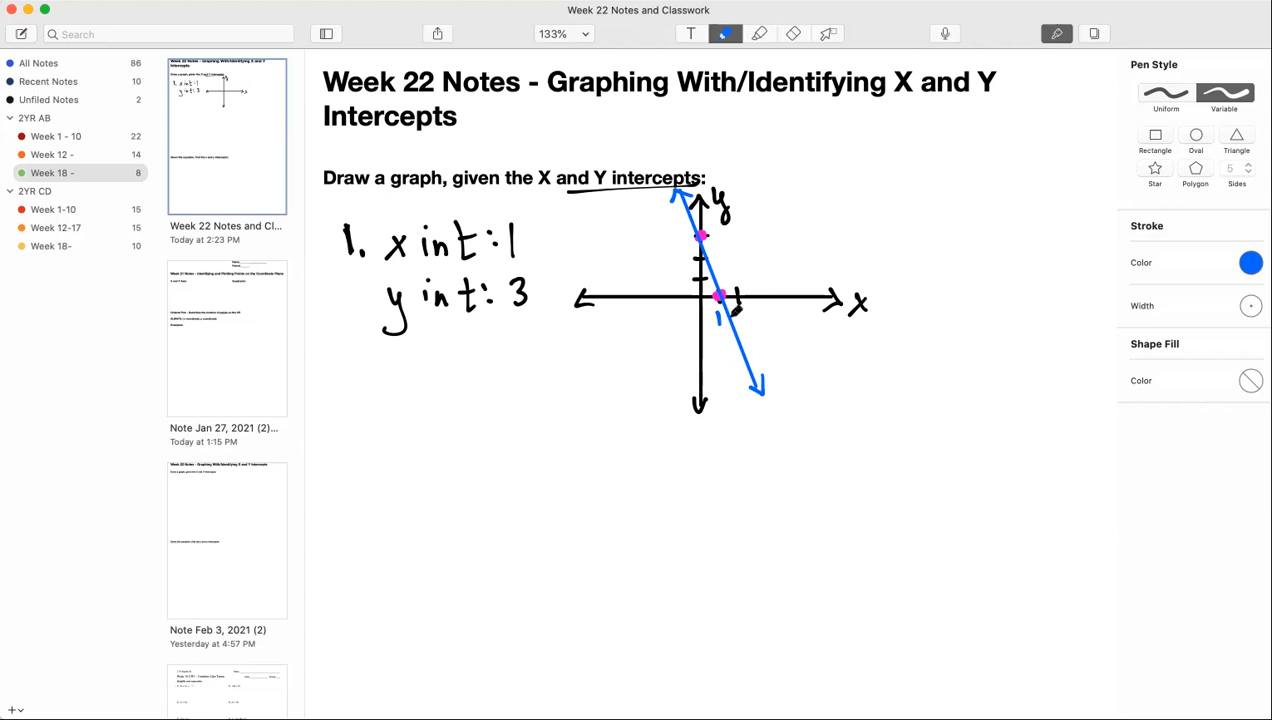 Week 22 Notes and Classwork
Search
133%
T
All Notes 86
Recent Notes 10
Unfiled Notes 2
2YR AB
Week 1 - 10 22
Week 12 - 14
Week 18 - 8
2YR CD
Week 1-10 15
Week 12-17 15
Week 18- 10
Week 22 Notes and Cl...
Today at 2:23 PM
Note Jan 27, 2021 (2)...
Today at 1:15 PM
Note Feb 3, 2021 (2)
Yesterday at 4:57 PM
Week 22 Notes - Graphing With/Identifying X and Y
Intercepts
Draw a graph, given the X and Y intercepts:
1. x int: 1
y int: 3
y
x
1
Pen Style
Uniform
Variable
Rectangle
Oval
Triangle
Star
Polygon
5
Sides
Stroke
Color
Width
Shape Fill
Color